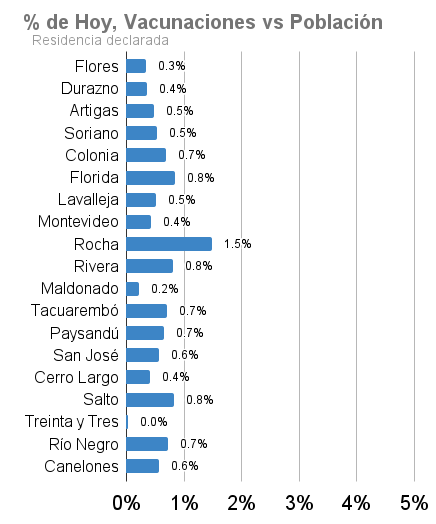 % de Hoy, Vacunaciones vs Población
Residencia declarada
Flores 0.3%
Durazno 0.4%
Artigas 0.5%
Soriano 0.5%
Colonia 0.7%
Florida 0.8%
Lavalleja 0.5%
Montevideo 0.4%
Rocha 1.5%
Rivera 0.8%
Maldonado 0.2%
Tacuarembó 0.7%
Paysandú 0.7%
San José 0.6%
Cerro Largo 0.4%
Salto 0.8%
Treinta y Tres 0.0%
Río Negro 0.7%
Canelones 0.6%
0% 1% 2% 3% 4% 5%